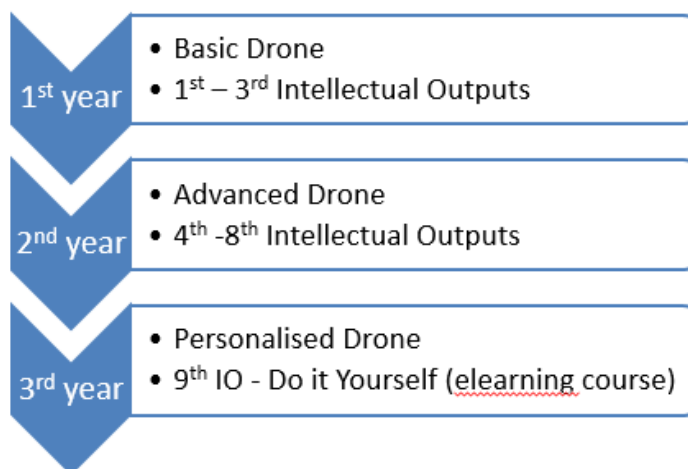 1st year
• Basic Drone
• 1st – 3rd Intellectual Outputs
2nd year
• Advanced Drone
• 4th -8th Intellectual Outputs
3rd year
• Personalised Drone
• 9th IO - Do it Yourself (elearning course)